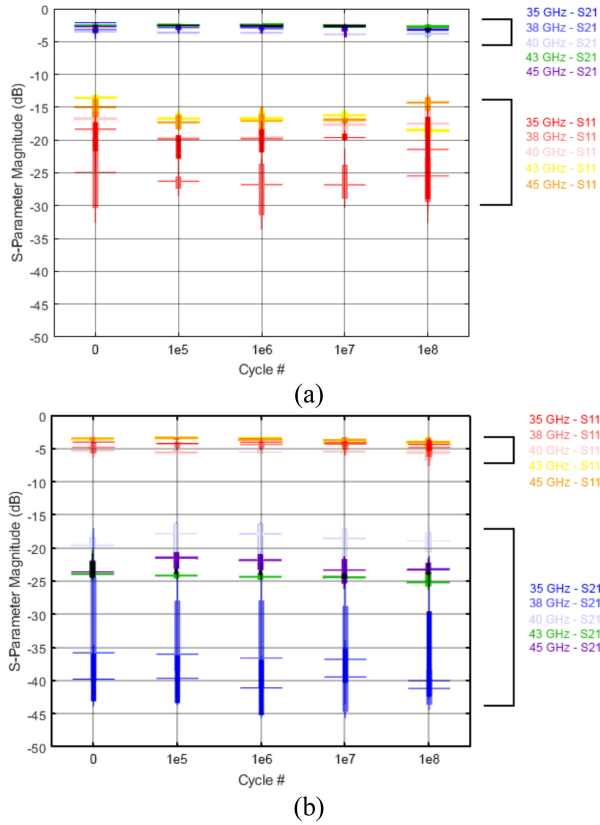 0
-5
-10
-15
-20
-25
-30
-35
-40
-45
-50
S-Parameter Magnitude (dB)
0 1e5 1e6 1e7 1e8
Cycle #
35 GHz - S21
38 GHz - S21
40 GHz - S21
43 GHz - S21
45 GHz - S21
35 GHz - S11
38 GHz - S11
40 GHz - S11
43 GHz - S11
45 GHz - S11
(a)
0
-5
-10
-15
-20
-25
-30
-35
-40
-45
-50
S-Parameter Magnitude (dB)
0 1e5 1e6 1e7 1e8
Cycle #
35 GHz - S11
38 GHz - S11
40 GHz - S11
43 GHz - S11
45 GHz - S11
35 GHz - S21
38 GHz - S21
40 GHz - S21
43 GHz - S21
45 GHz - S21
(b)